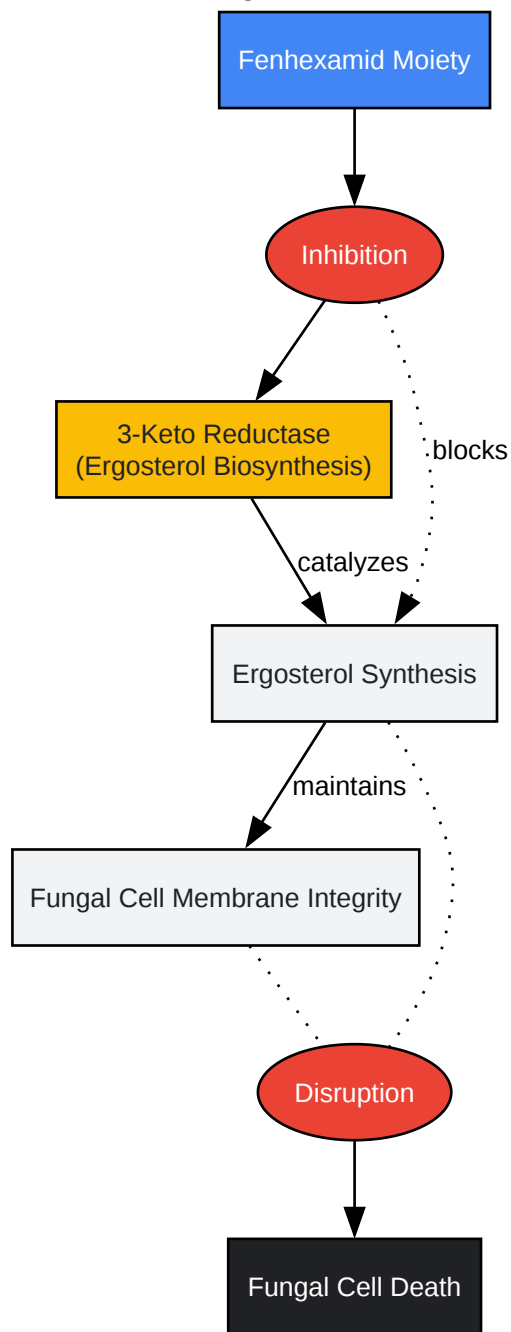 Fenhexamid Moiety
Inhibition
3-Keto Reductase
(Ergosterol Biosynthesis)
blocks
catalyzes
Ergosterol Synthesis
maintains
Fungal Cell Membrane Integrity
Disruption
Fungal Cell Death